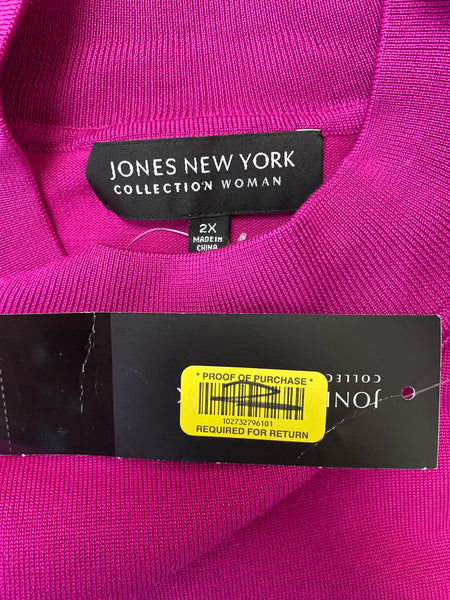 JONES NEW YORK
COLLECTION WOMAN
2X
MADE IN
CHINA
* PROOF OF PURCHASE *
102732796101
REQUIRED FOR RETURN